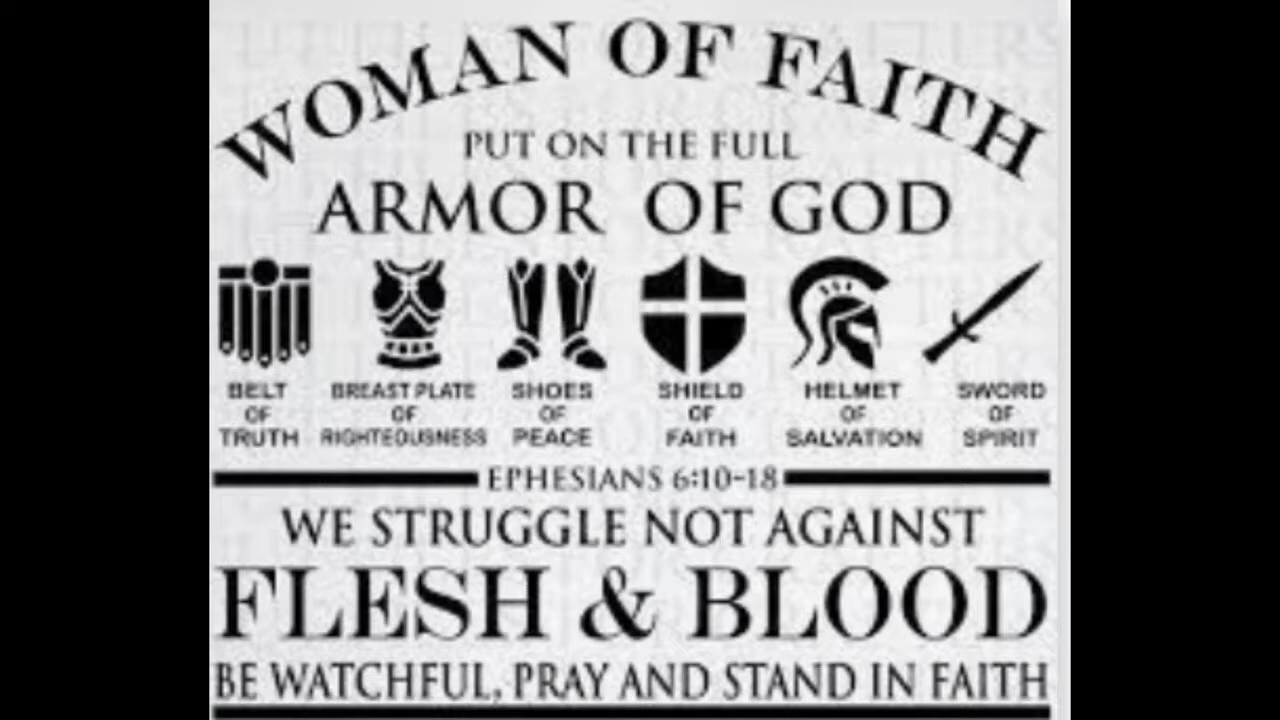 WOMAN OF FAITH
PUT ON THE FULL
ARMOR OF GOD
BELT OF TRUTH
BREAST PLATE OF RIGHTEOUSNESS
SHOES OF PEACE
SHIELD OF FAITH
HELMET OF SALVATION
SWORD OF SPIRIT
EPHESIANS 6:10-18
WE STRUGGLE NOT AGAINST
FLESH & BLOOD
BE WATCHFUL, PRAY AND STAND IN FAITH